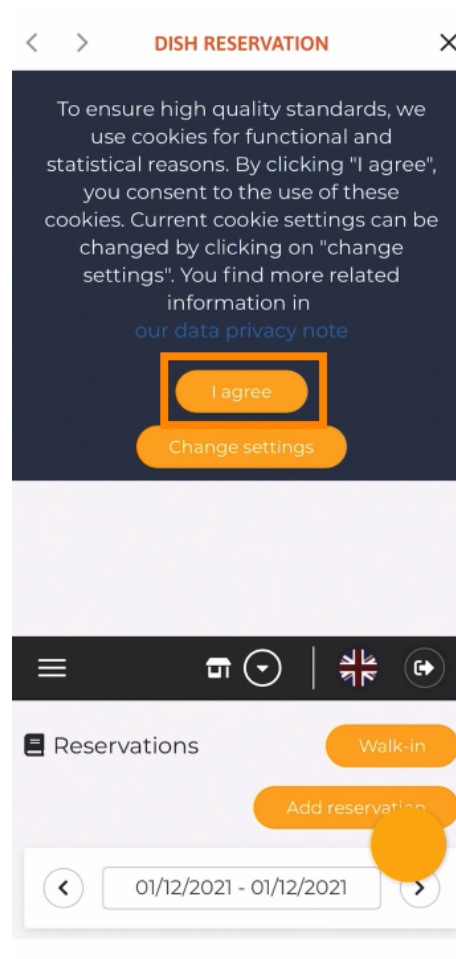 DISH RESERVATION
To ensure high quality standards, we
use cookies for functional and
statistical reasons. By clicking "I agree",
you consent to the use of these
cookies. Current cookie settings can be
changed by clicking on "change
settings". You find more related
information in
our data privacy note
I agree
Change settings
Reservations
Walk-in
Add reservation
01/12/2021 - 01/12/2021